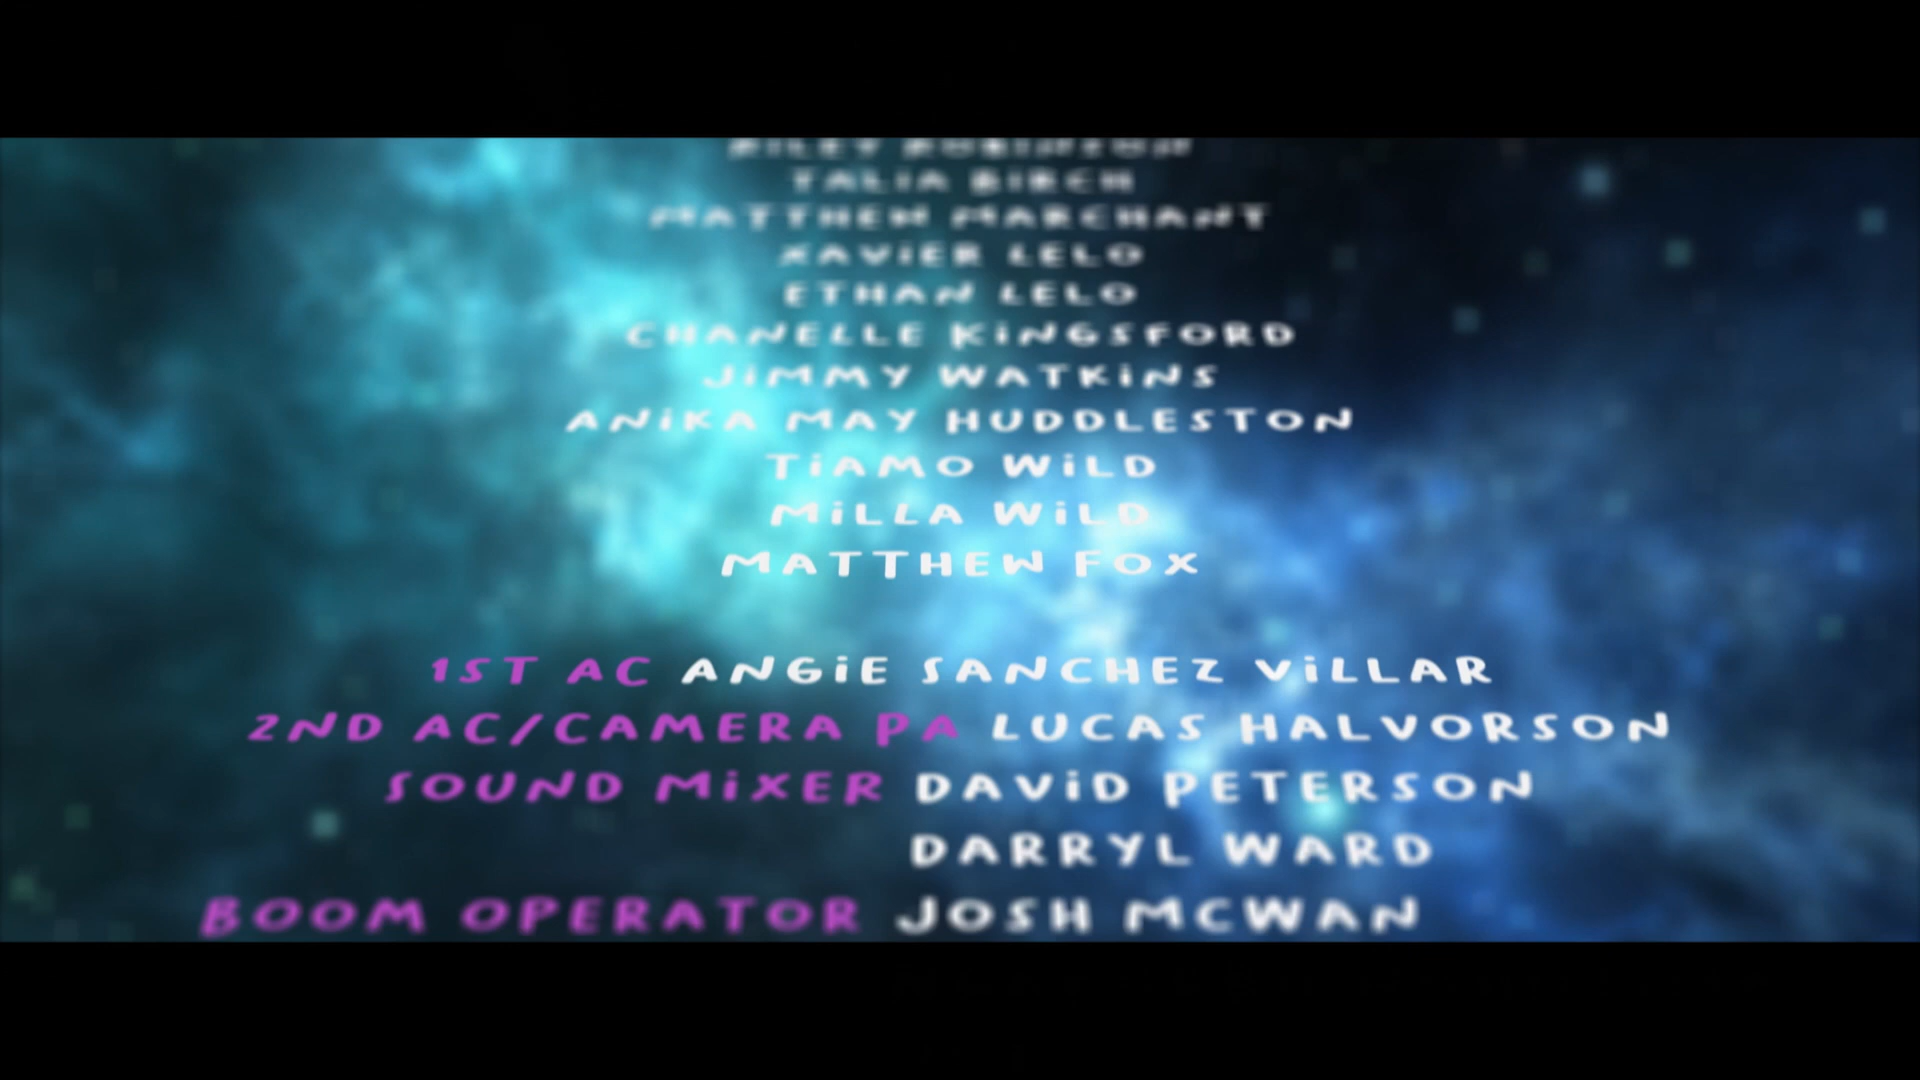 RILEY ROBINSON
TALIA BIRCH
MATTHEW MARCHANT
XAViER LELO
ETHAN LELO
CHANELLE KiNGSFORD
JiMMY WATKiNS
ANiKA MAY HUDDLESTON
TiAMO WiLD
MiLLA WiLD
MATTHEW FOX
1ST AC ANGiE SANCHEZ ViLLAR
2ND AC/CAMERA PA LUCAS HALVORSON
SOUND MiXER DAViD PETERSON
DARRYL WARD
BOOM OPERATOR JOSH MCWAN